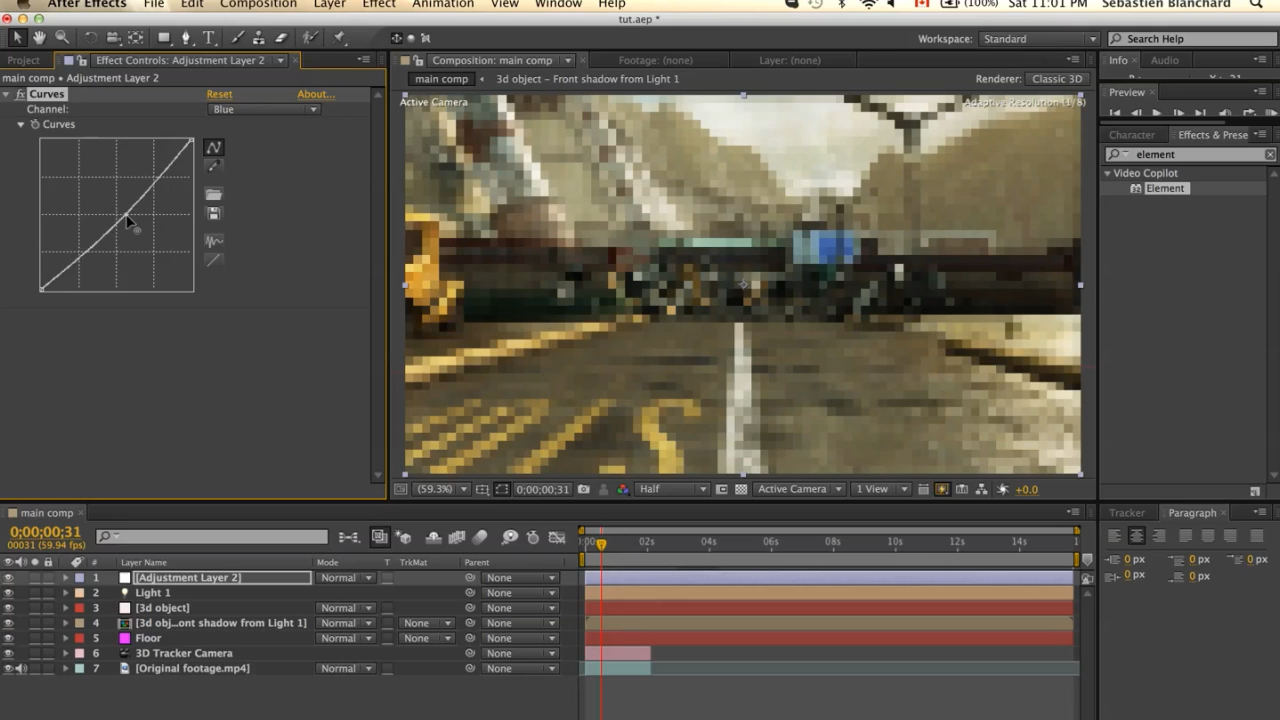 After Effects File Edit Composition Layer Effect Animation View Window Help (100%) Sat 11:01 PM Sebastien Blanchard
tut.aep *
T Workspace: Standard Search Help
Project Effect Controls: Adjustment Layer 2 Composition: main comp Footage: (none) Layer: (none) Info Audio
main comp • Adjustment Layer 2
main comp 3d object - Front shadow from Light 1 Renderer: Classic 3D
fx Curves Reset About...
Active Camera Adaptive Resolution (1/8)
Preview
Channel: Blue
Curves
Character Effects & Prese
element
Video Copilot
Element
(59.3%) 0;00;00;31 Half Active Camera 1 View +0.0
main comp Tracker Paragraph
0;00;00;31
00031 (59.94 fps)
02s 04s 06s 08s 10s 12s 14s
# Layer Name Mode T TrkMat Parent
1 [Adjustment Layer 2] Normal None
2 Light 1 None
3 [3d object] Normal None
4 [3d obj...ont shadow from Light 1] Normal None None
5 Floor Normal None None
6 3D Tracker Camera None
7 [Original footage.mp4] Normal None None
0 px 0 px 0 px
0 px 0 px